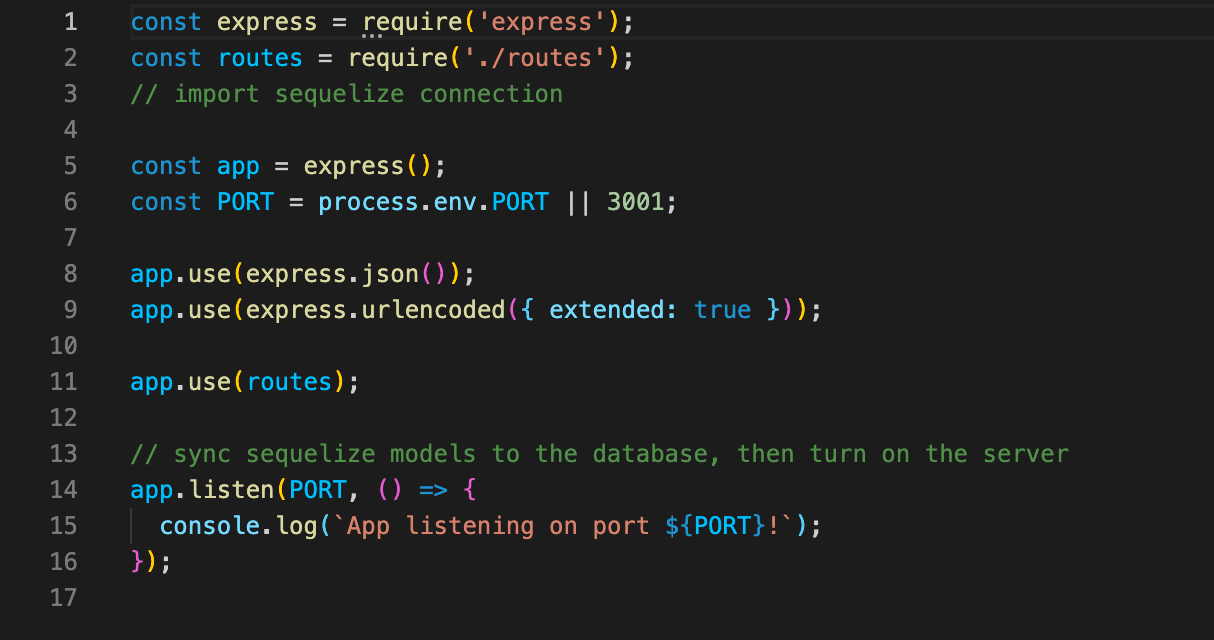 1 const express = require('express');
2 const routes = require('./routes');
3 // import sequelize connection
4
5 const app = express();
6 const PORT = process.env.PORT || 3001;
7
8 app.use(express.json());
9 app.use(express.urlencoded({ extended: true }));
10
11 app.use(routes);
12
13 // sync sequelize models to the database, then turn on the server
14 app.listen(PORT, () => {
15   console.log(`App listening on port ${PORT}!`);
16 });
17